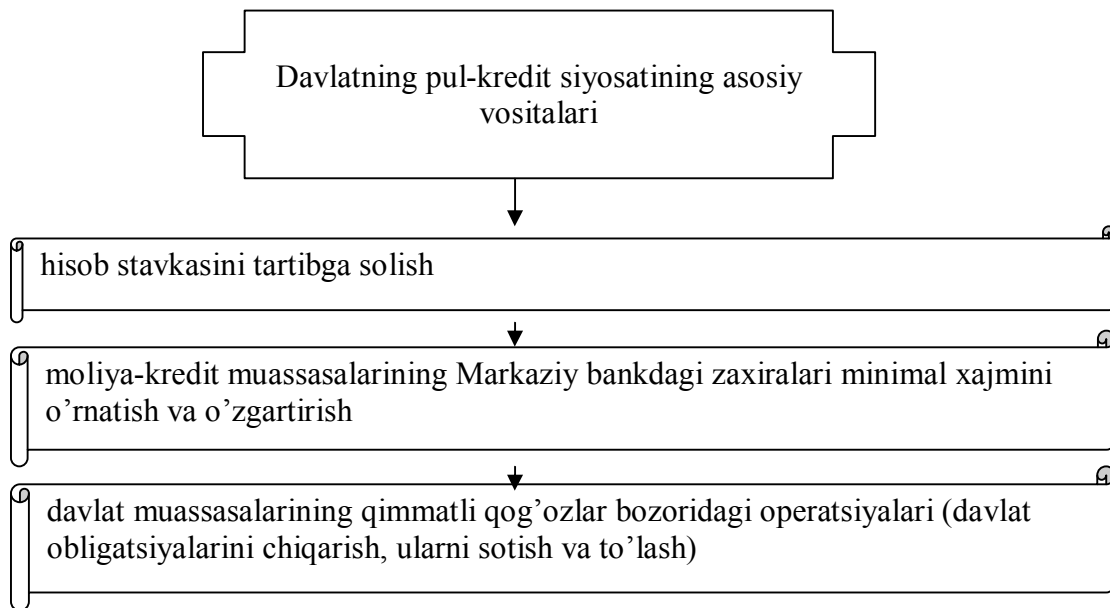 Davlatning pul-kredit siyosatining asosiy
vositalari
hisob stavkasini tartibga solish
moliya-kredit muassasalarining Markaziy bankdagi zaxiralari minimal xajmini
o’rnatish va o’zgartirish
davlat muassasalarining qimmatli qog’ozlar bozoridagi operatsiyalari (davlat
obligatsiyalarini chiqarish, ularni sotish va to’lash)